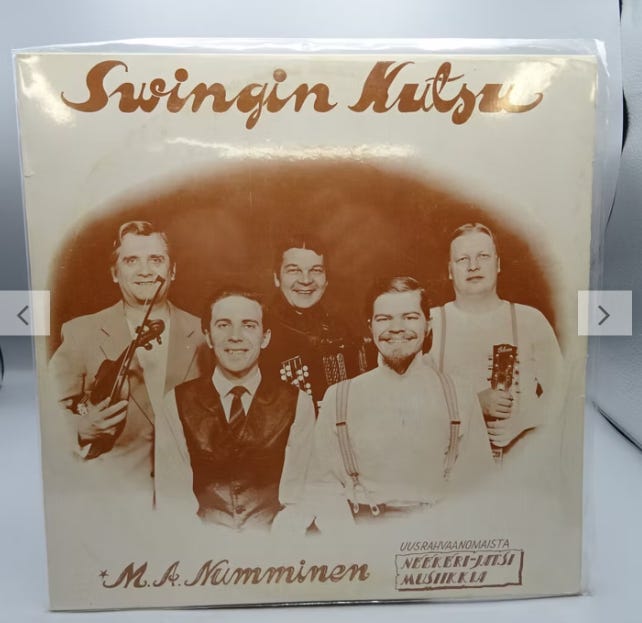 Swingin Kutsu
*M. A. Numminen
UUSRAHVAANOMAISTA
NEEKERI-JATSI
MUSIIKKIA